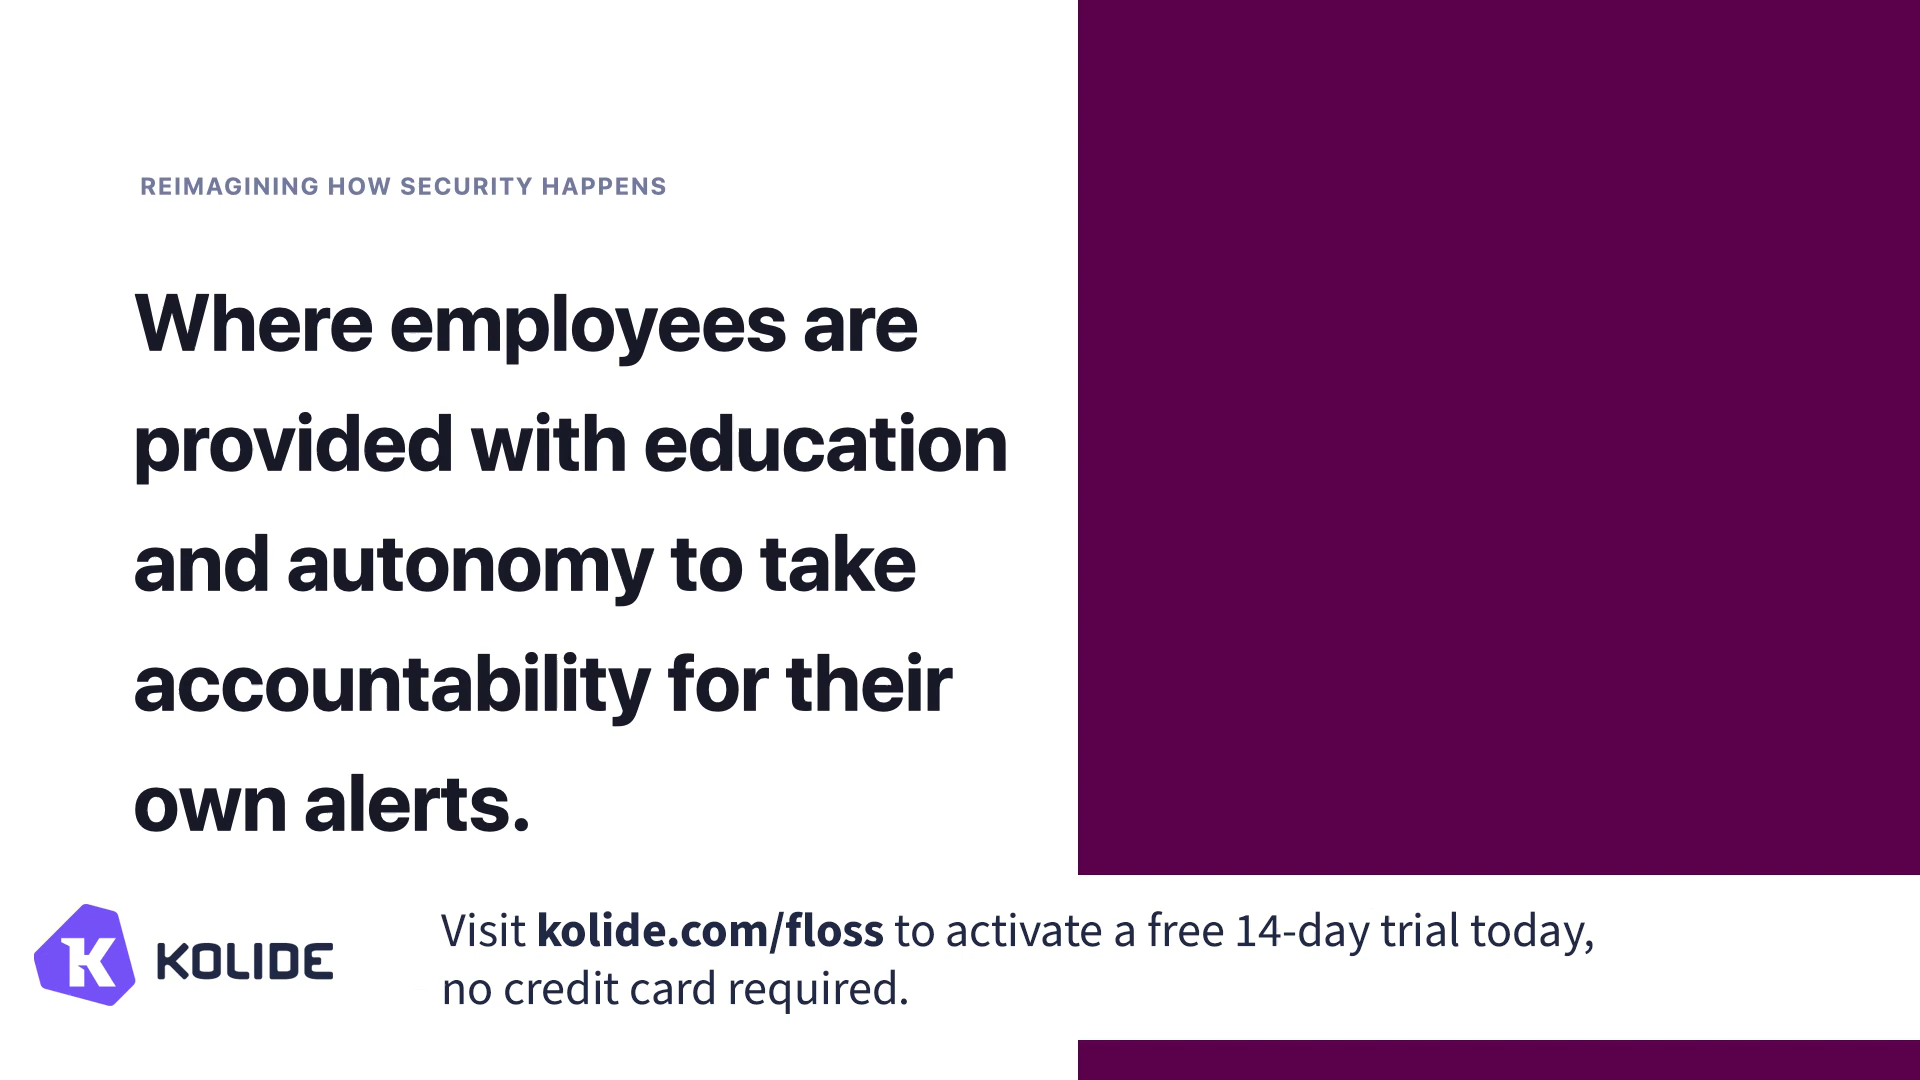 REIMAGINING HOW SECURITY HAPPENS
Where employees are
provided with education
and autonomy to take
accountability for their
own alerts.
K KOLIDE
Visit kolide.com/floss to activate a free 14-day trial today,
no credit card required.